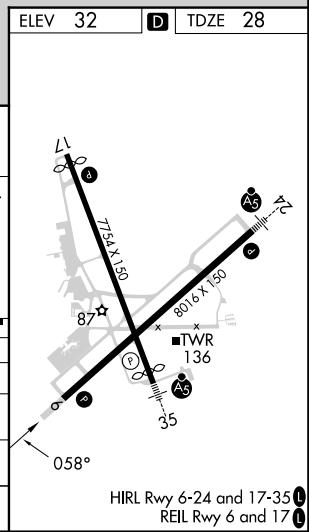 ELEV 32 D TDZE 28
17
P
7754 X 150
A5
24
P
8016 X 150
87
TWR
136
P
A5
6
P
35
058°
HIRL Rwy 6-24 and 17-35 L
REIL Rwy 6 and 17 L